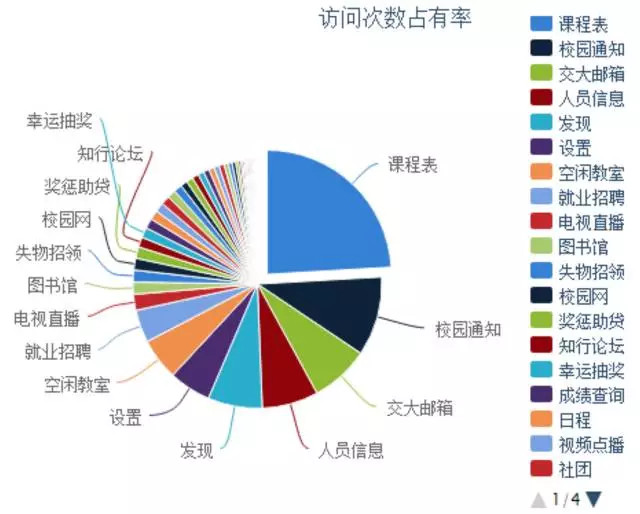 访问次数占有率
课程表
校园通知
交大邮箱
人员信息
发现
设置
空闲教室
就业招聘
电视直播
图书馆
失物招领
校园网
奖惩助贷
知行论坛
幸运抽奖
课程表
校园通知
交大邮箱
人员信息
发现
设置
空闲教室
就业招聘
电视直播
图书馆
失物招领
校园网
奖惩助贷
知行论坛
幸运抽奖
成绩查询
日程
视频点播
社团
1/4